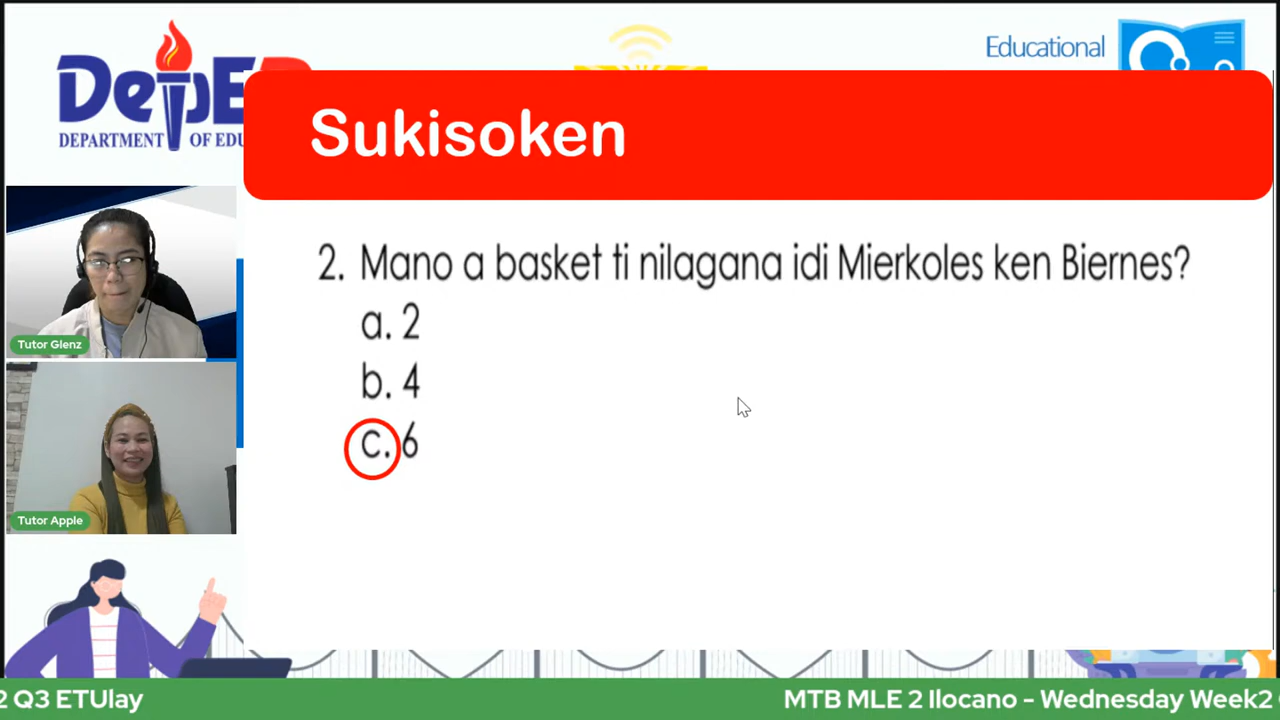 DepED
DEPARTMENT OF EDU
Educational
Sukisoken
2. Mano a basket ti nilagana idi Mierkoles ken Biernes?
a. 2
b. 4
c. 6
Tutor Glenz
Tutor Apple
2 Q3 ETUlay
MTB MLE 2 Ilocano - Wednesday Week2